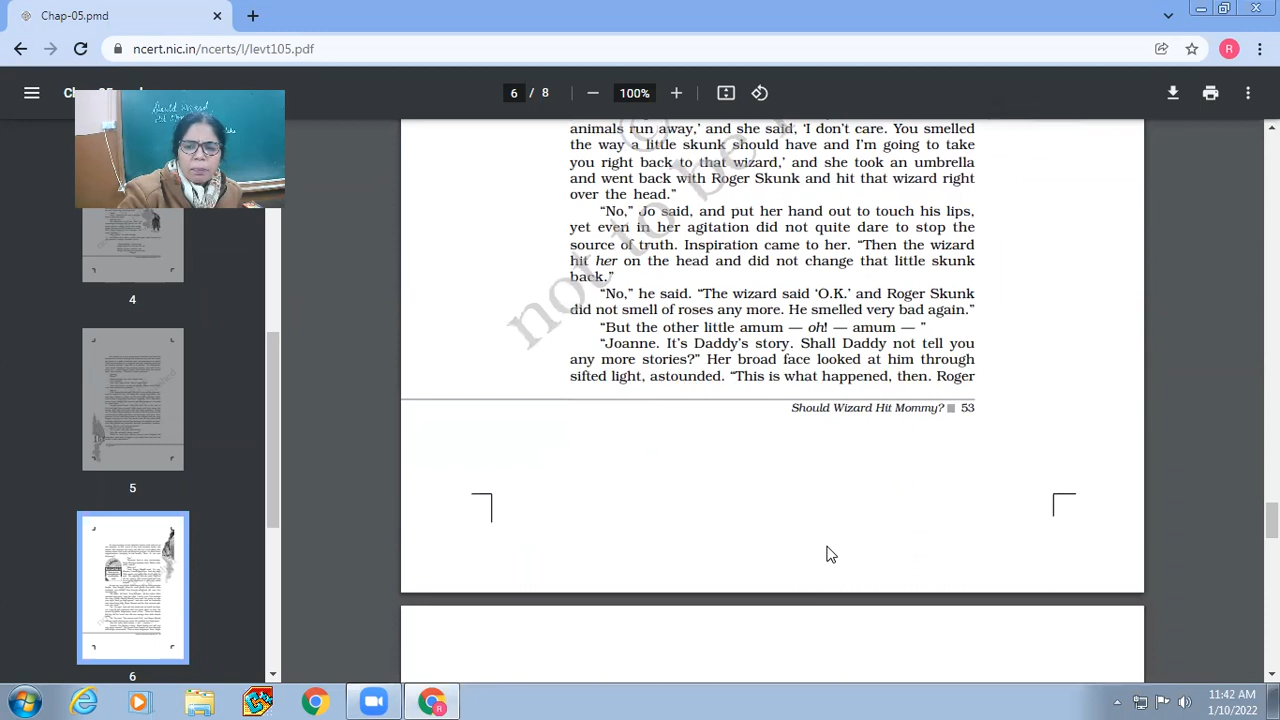 Chap-05.pmd
ncert.nic.in/ncerts/l/levt105.pdf
R
6 / 8
100%
animals run away,’ and she said, ‘I don’t care. You smelled
the way a little skunk should have and I’m going to take
you right back to that wizard,’ and she took an umbrella
and went back with Roger Skunk and hit that wizard right
over the head.”
“No,” Jo said, and put her hand out to touch his lips,
yet even in her agitation did not quite dare to stop the
source of truth. Inspiration came to her. “Then the wizard
hit her on the head and did not change that little skunk
back.”
“No,” he said. “The wizard said ‘O.K.’ and Roger Skunk
did not smell of roses any more. He smelled very bad again.”
“But the other little amum — oh! — amum — ”
“Joanne. It’s Daddy’s story. Shall Daddy not tell you
any more stories?” Her broad face looked at him through
sifted light, astounded. “This is what happened, then. Roger
Should Wizard Hit Mommy? 53
not to be
4
5
6
R
11:42 AM
1/10/2022